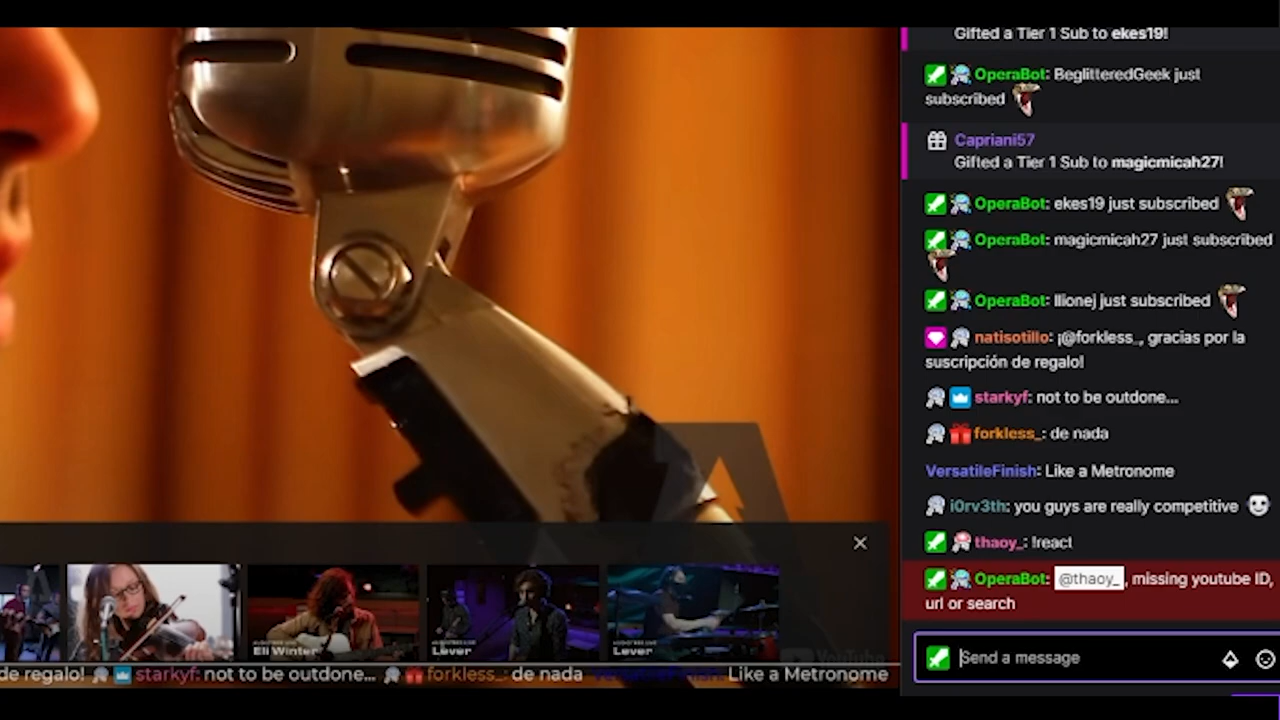 Gifted a Tier 1 Sub to ekes19!
OperaBot: BeglitteredGeek just
subscribed
Capriani57
Gifted a Tier 1 Sub to magicmicah27!
OperaBot: ekes19 just subscribed
OperaBot: magicmicah27 just subscribed
OperaBot: llionej just subscribed
natisotillo: ¡@forkless_, gracias por la
suscripción de regalo!
starkyf: not to be outdone...
forkless_: de nada
VersatileFinish: Like a Metronome
i0rv3th: you guys are really competitive
thaoy_: !react
OperaBot: @thaoy_, missing youtube ID,
url or search
Send a message
Eli Winter
Lever
Lever
YouTube
de regalo! starkyf: not to be outdone... forkless_: de nada VersatileFinish: Like a Metronome